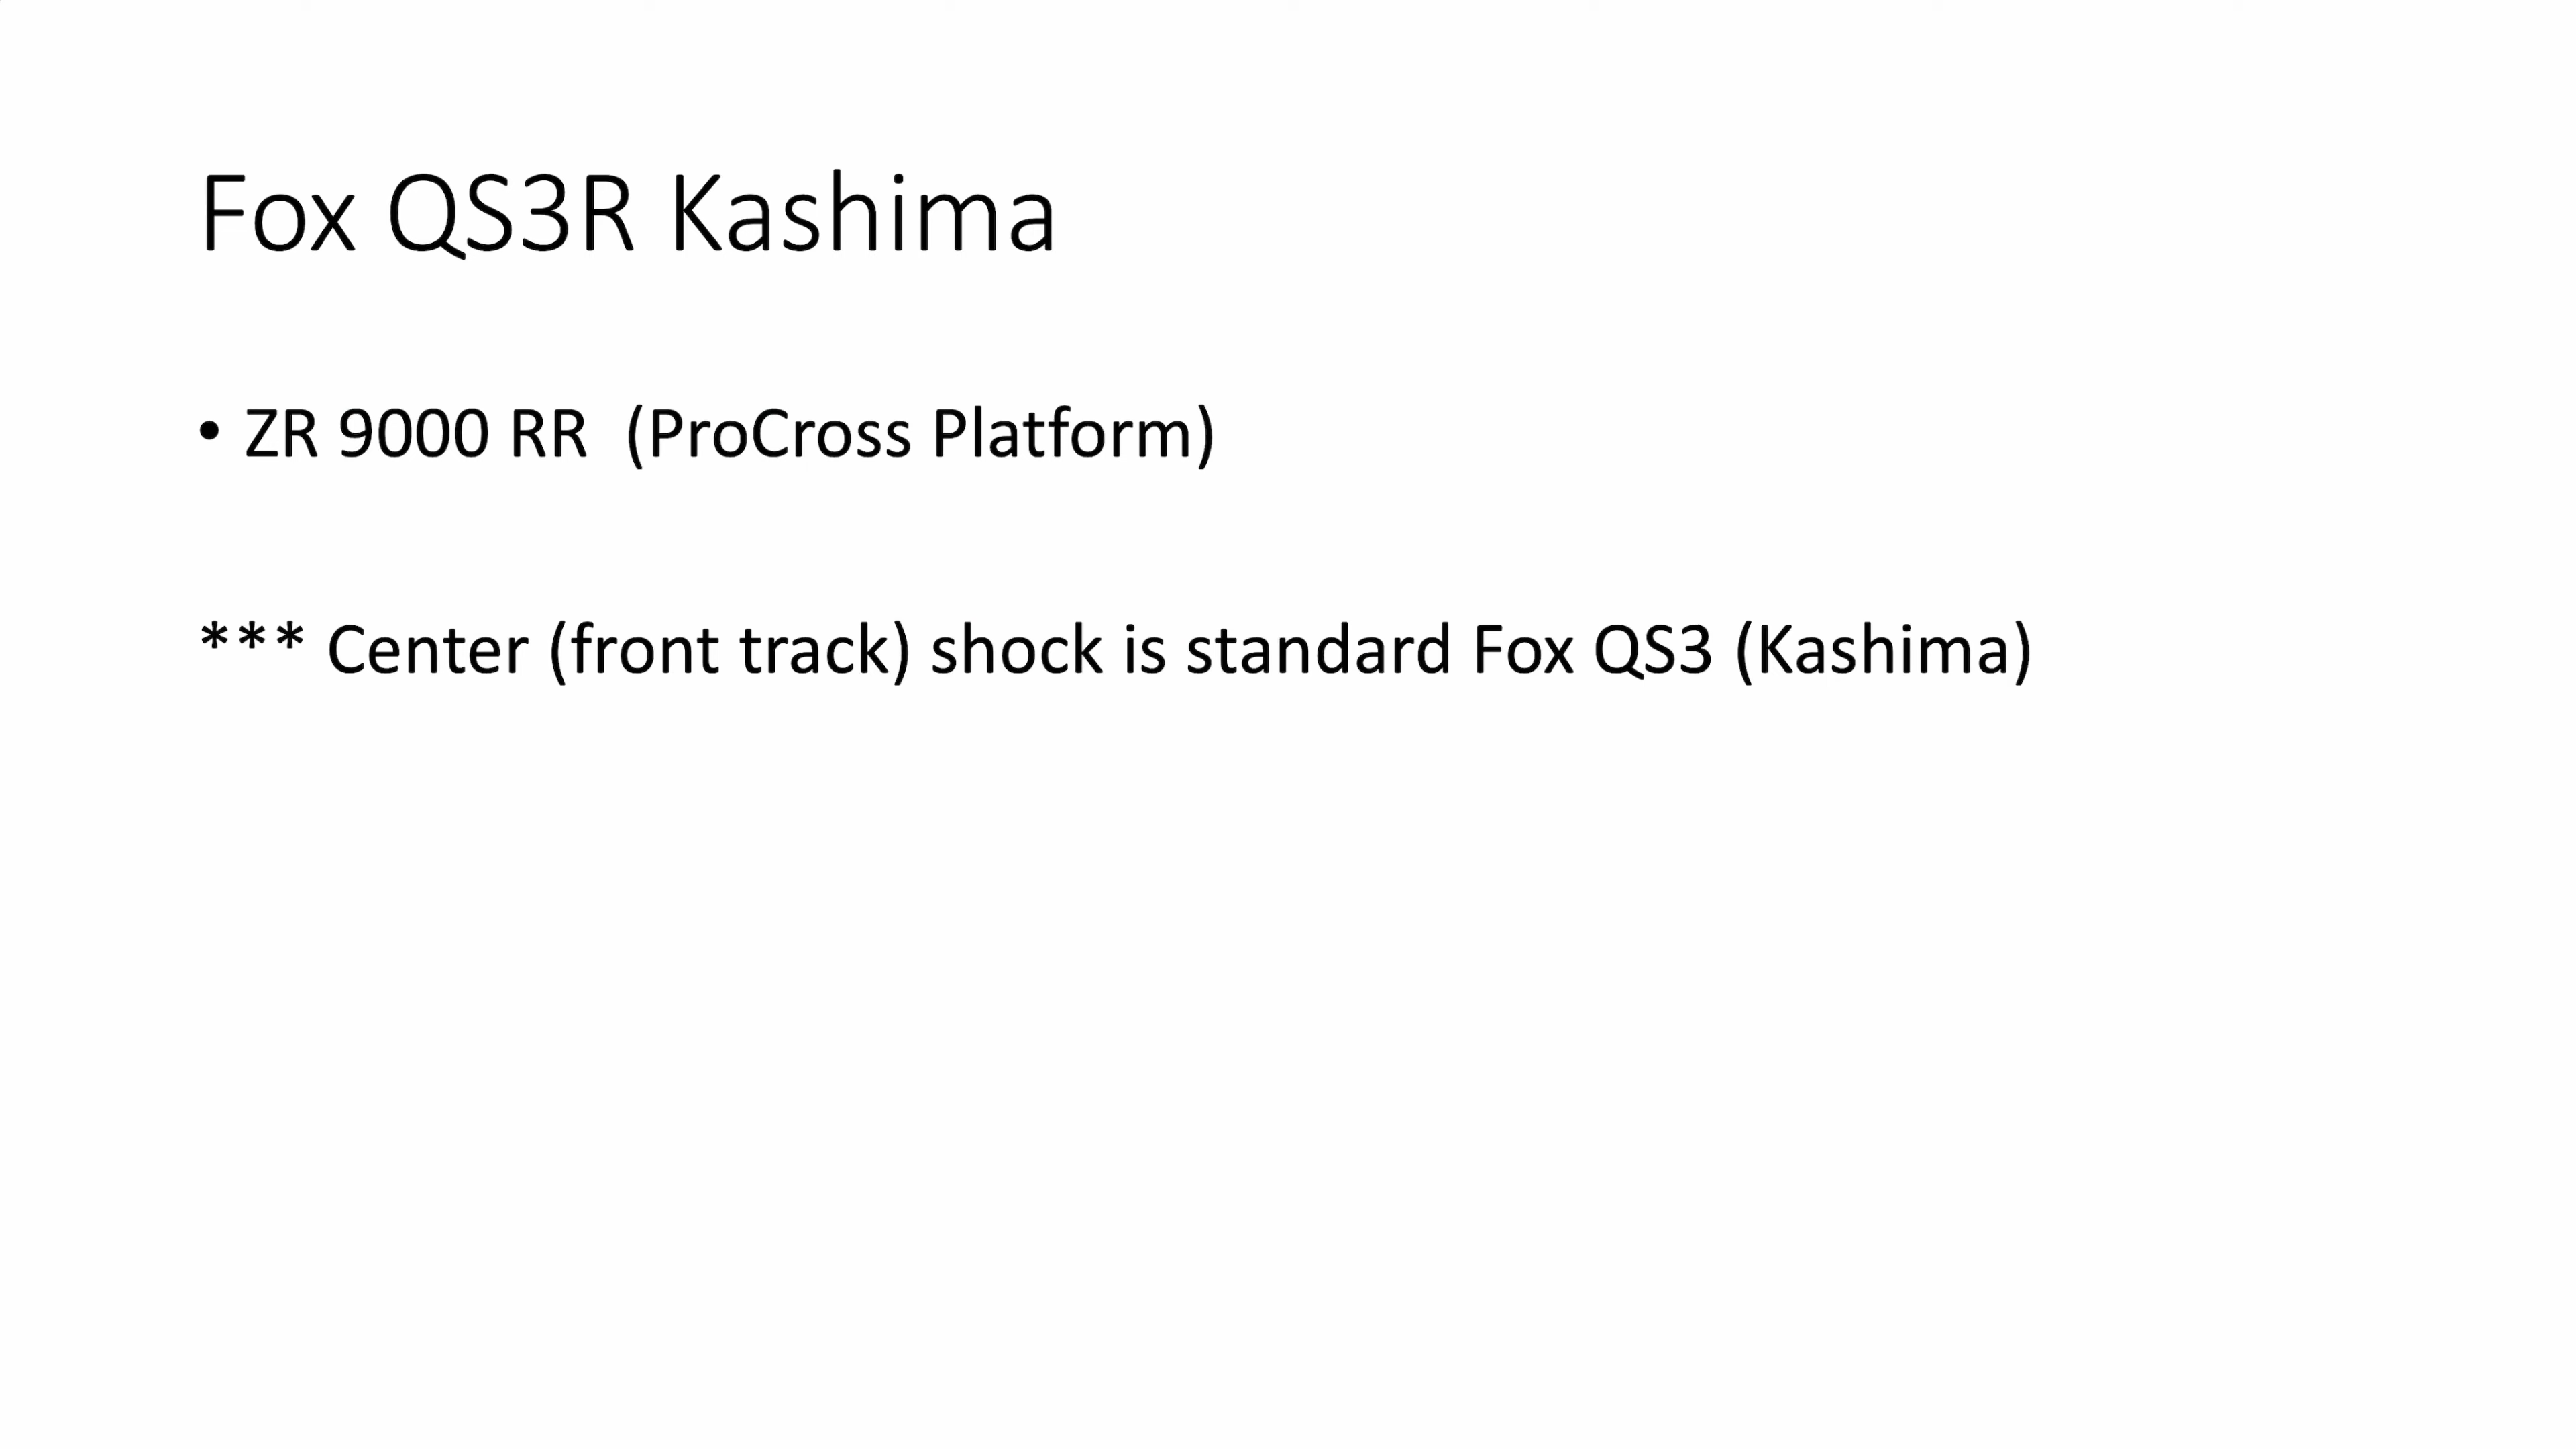 Fox QS3R Kashima
• ZR 9000 RR  (ProCross Platform)
*** Center (front track) shock is standard Fox QS3 (Kashima)